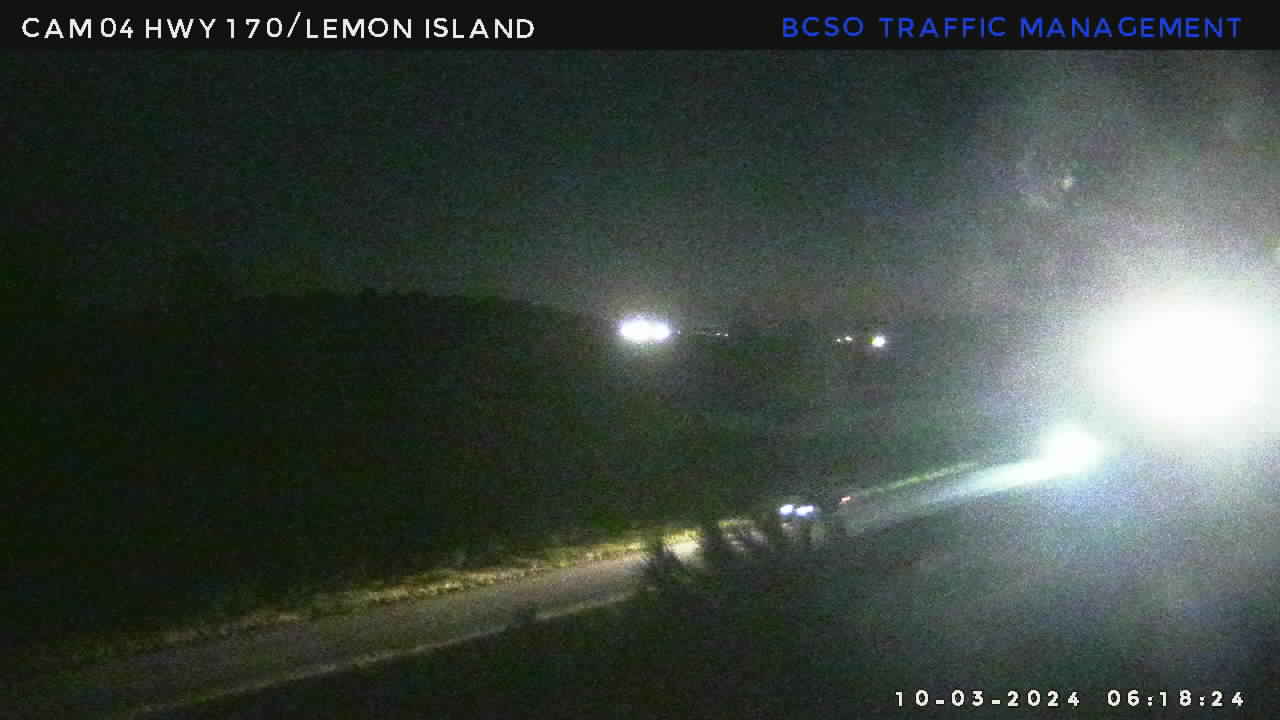 CAM04 HWY 170/LEMON ISLAND
BCSO TRAFFIC MANAGEMENT
10-03-2024 06:18:24